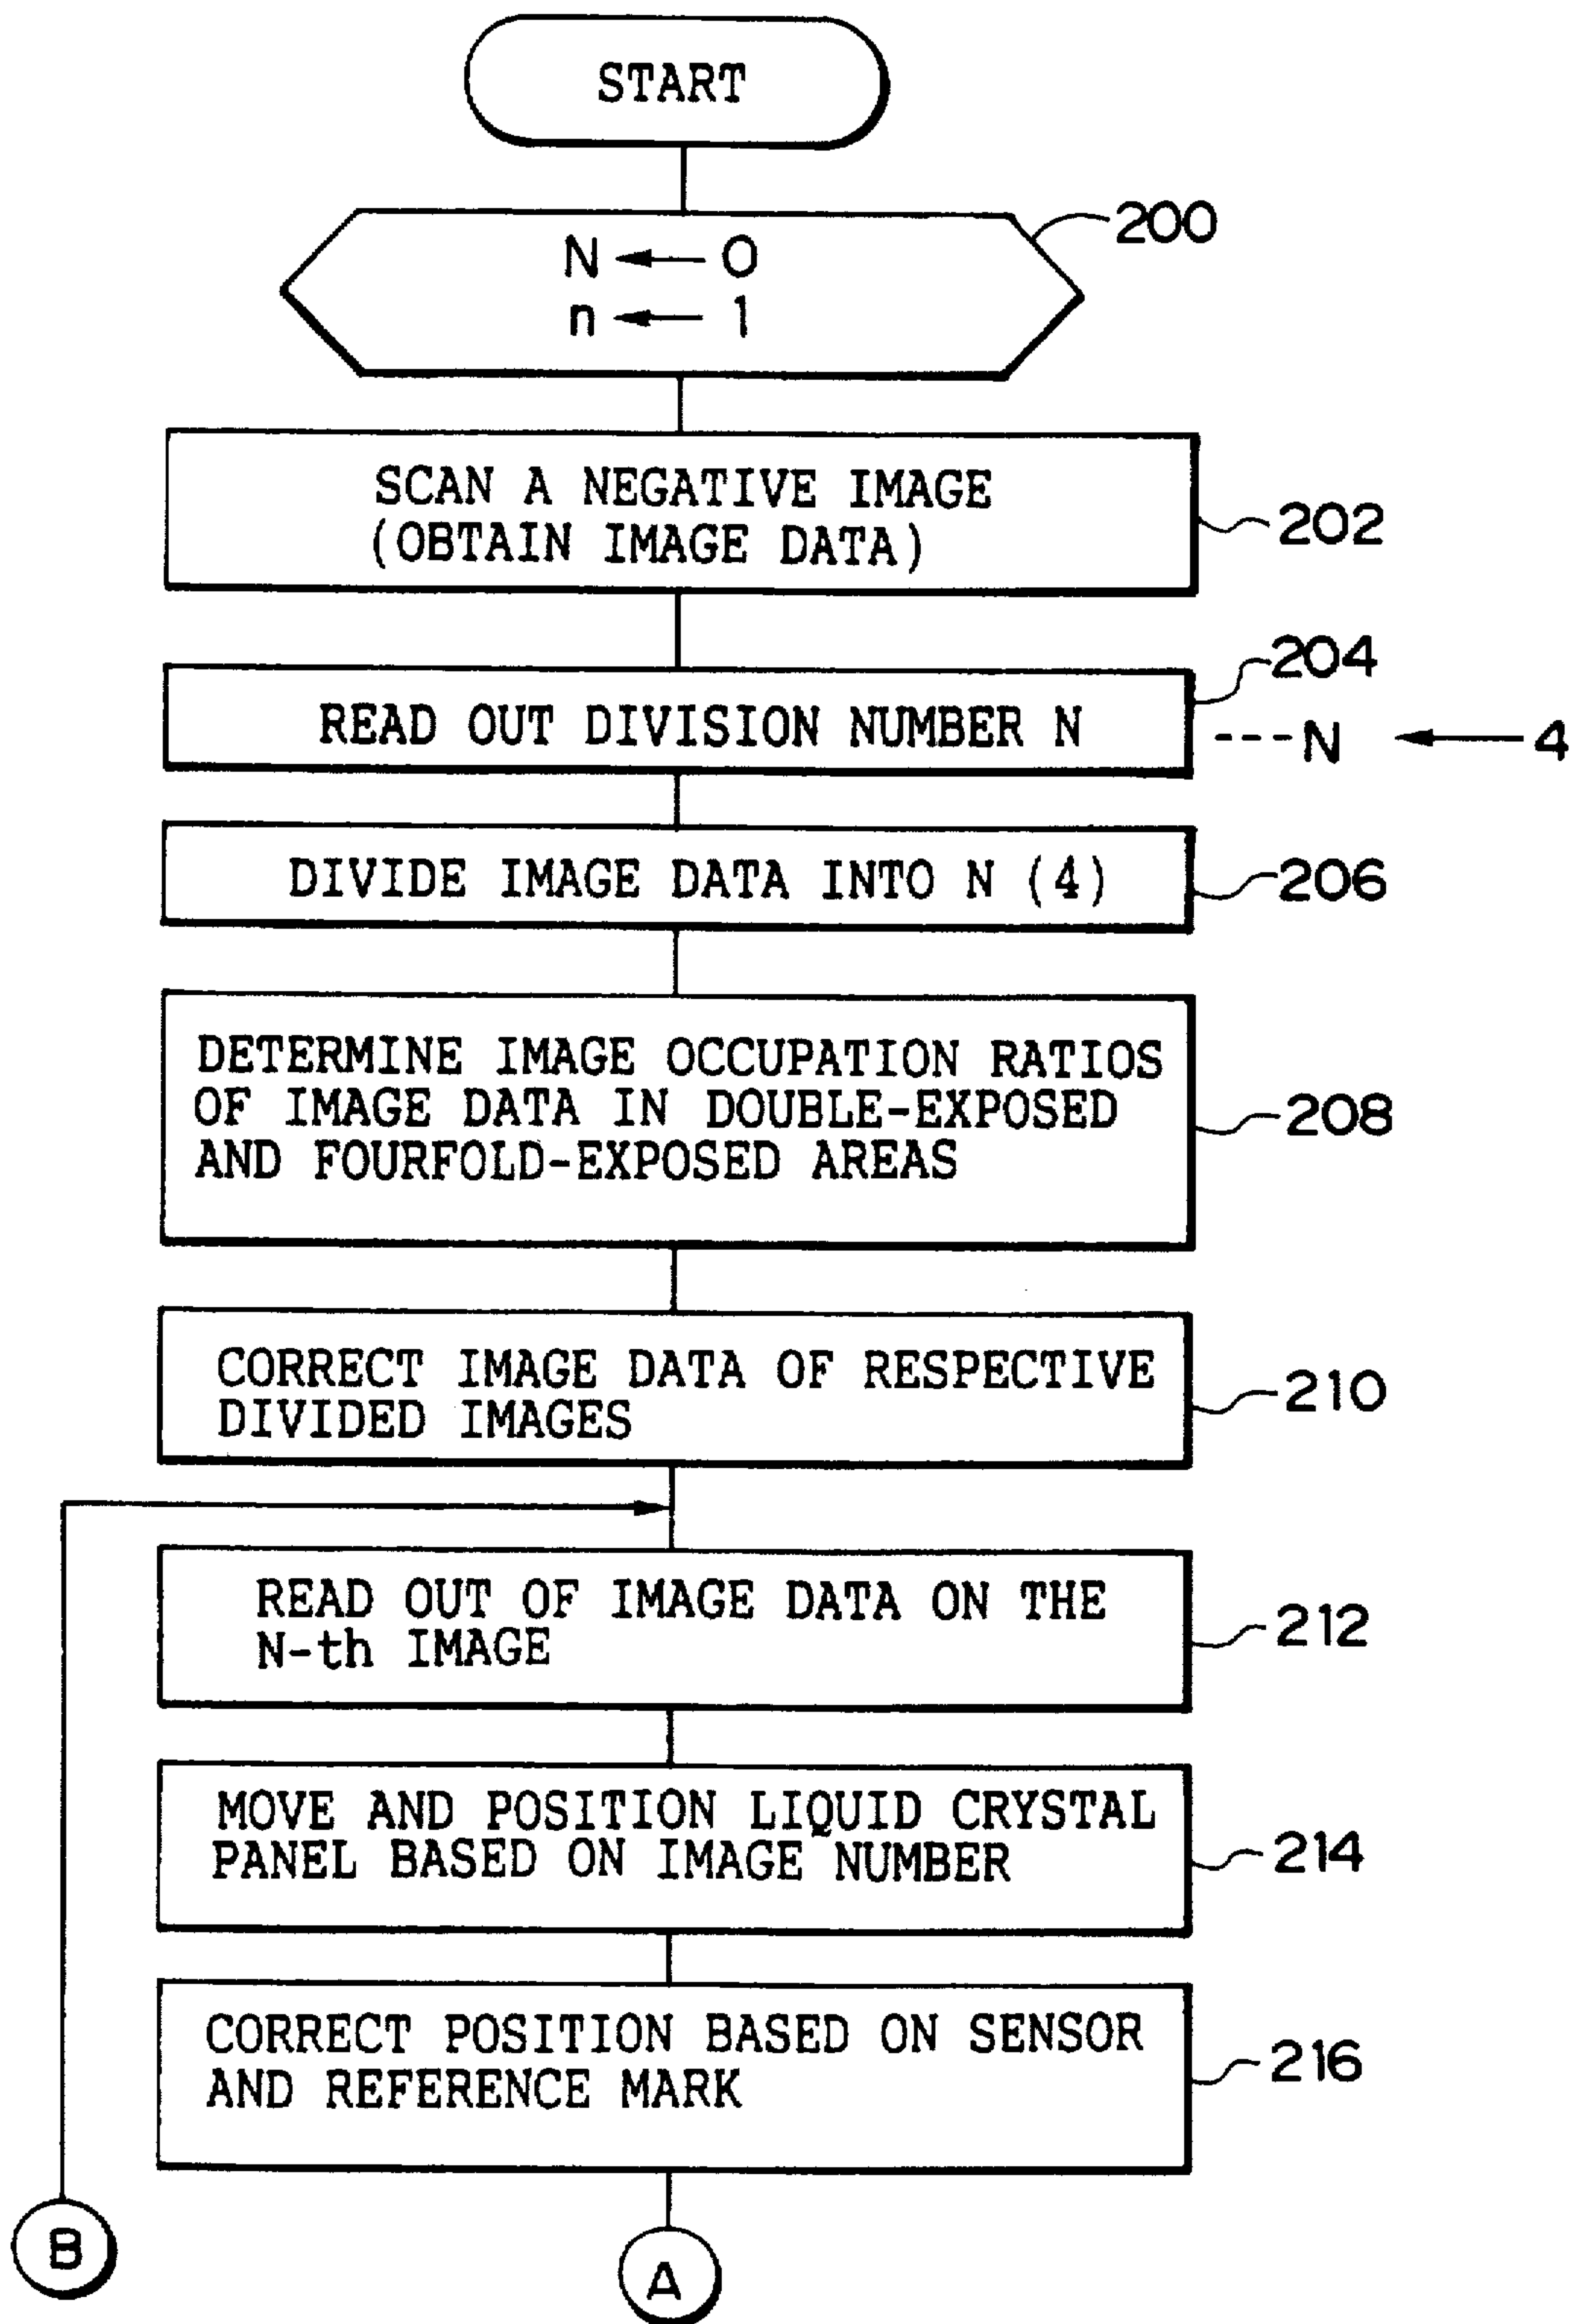 START
N ← 0
n ← 1
200
SCAN A NEGATIVE IMAGE
(OBTAIN IMAGE DATA)
202
READ OUT DIVISION NUMBER N
204
---N ← 4
DIVIDE IMAGE DATA INTO N (4)
206
DETERMINE IMAGE OCCUPATION RATIOS
OF IMAGE DATA IN DOUBLE-EXPOSED
AND FOURFOLD-EXPOSED AREAS
208
CORRECT IMAGE DATA OF RESPECTIVE
DIVIDED IMAGES
210
READ OUT OF IMAGE DATA ON THE
N-th IMAGE
212
MOVE AND POSITION LIQUID CRYSTAL
PANEL BASED ON IMAGE NUMBER
214
CORRECT POSITION BASED ON SENSOR
AND REFERENCE MARK
216
B
A